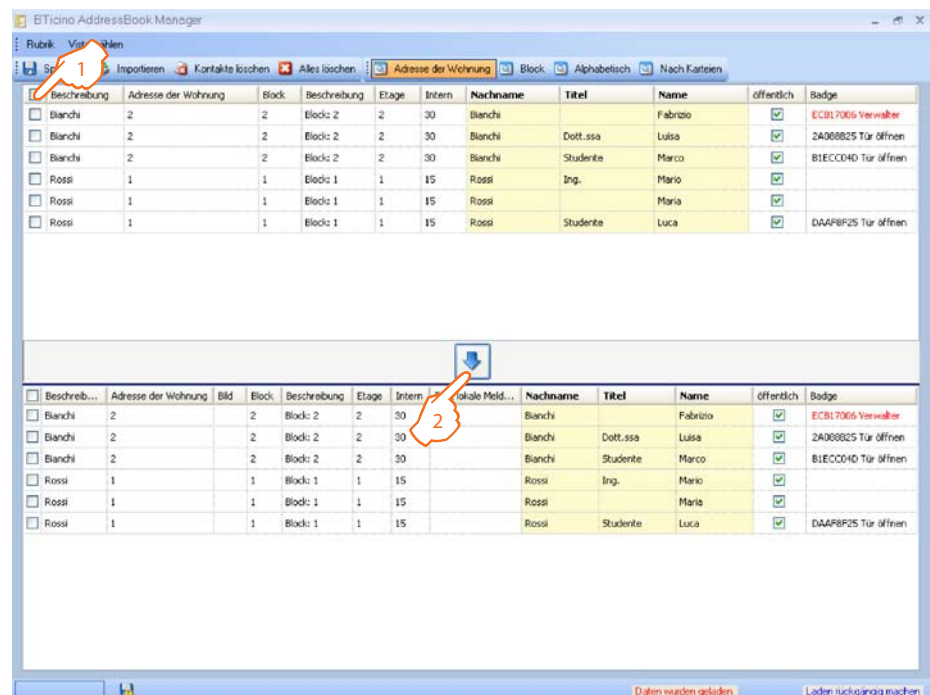 BTicino AddressBook Manager
Rubrik
Importieren Kontakte löschen Alles löschen Adresse der Wohnung Block Alphabetisch Nach Karteien
1
Beschreibung Adresse der Wohnung Block Beschreibung Etage Intern Nachname Titel Name öffentlich Badge
Bianchi 2 2 Block: 2 2 30 Bianchi Fabrizio ECB17006 Verwalter
Bianchi 2 2 Block: 2 2 30 Bianchi Dott.ssa Luisa 2A088825 Tür öffnen
Bianchi 2 2 Block: 2 2 30 Bianchi Studente Marco B1ECC04D Tür öffnen
Rossi 1 1 Block: 1 1 15 Rossi Ing. Mario
Rossi 1 1 Block: 1 1 15 Rossi Maria
Rossi 1 1 Block: 1 1 15 Rossi Studente Luca DAAF8F25 Tür öffnen
Beschreib... Adresse der Wohnung Bild Block Beschreibung Etage Intern lokale Meld... Nachname Titel Name öffentlich Badge
Bianchi 2 2 Block: 2 2 30 Bianchi Fabrizio ECB17006 Verwalter
2
Bianchi 2 2 Block: 2 2 30 Bianchi Dott.ssa Luisa 2A088825 Tür öffnen
Bianchi 2 2 Block: 2 2 30 Bianchi Studente Marco B1ECC04D Tür öffnen
Rossi 1 1 Block: 1 1 15 Rossi Ing. Mario
Rossi 1 1 Block: 1 1 15 Rossi Maria
Rossi 1 1 Block: 1 1 15 Rossi Studente Luca DAAF8F25 Tür öffnen
Daten wurden geladen Laden rückgängig machen